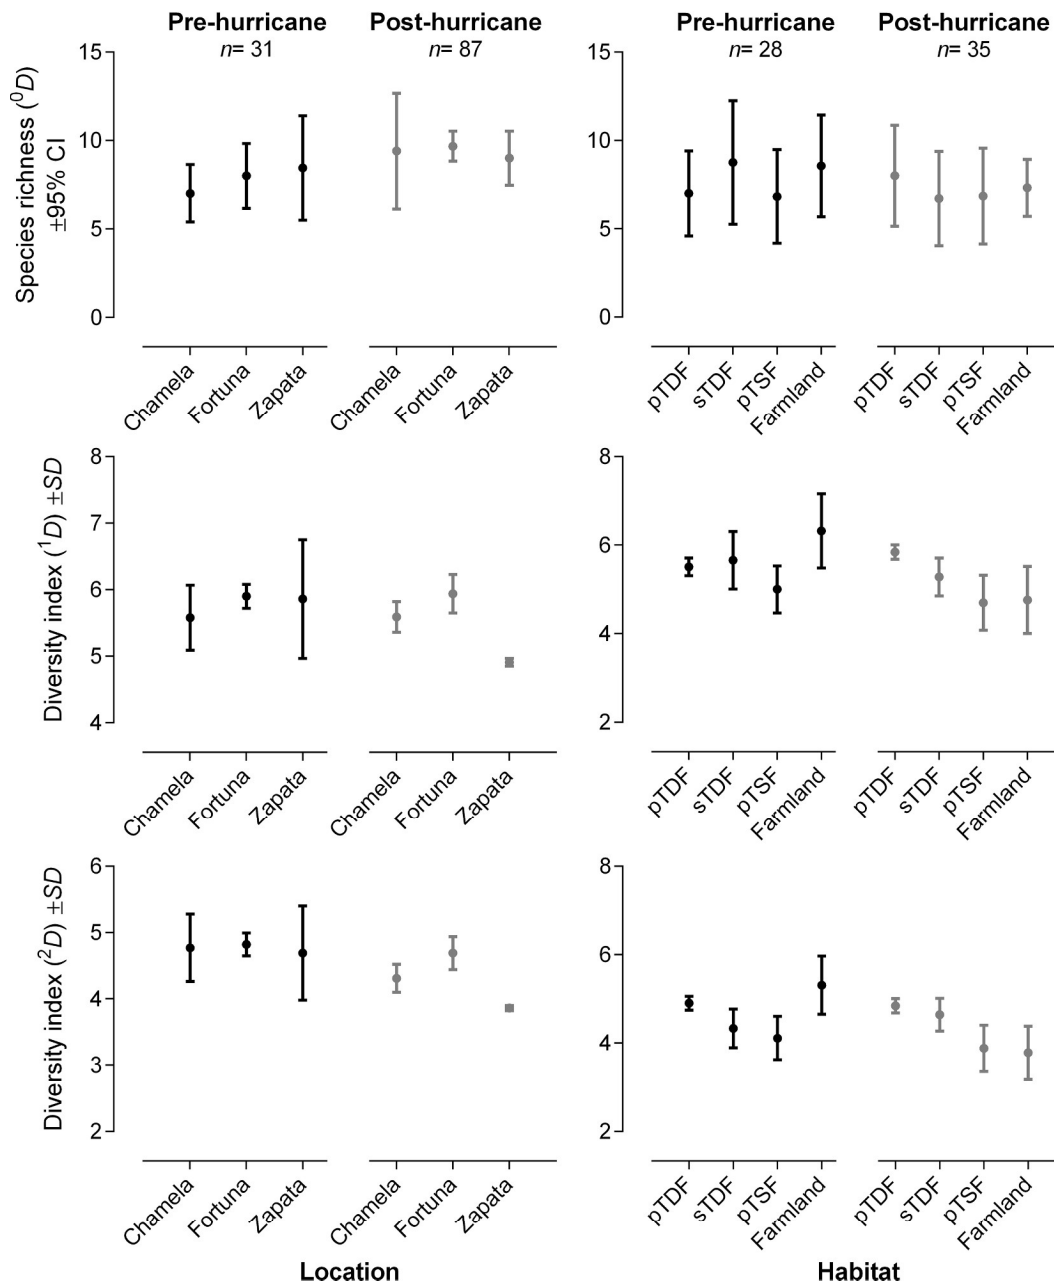 Pre-hurricane Post-hurricane Pre-hurricane Post-hurricane
n= 31 n= 87 n= 28 n= 35
Species richness (⁰D)
±95% CI
15
10
5
0
15
10
5
0
Chamela Fortuna Zapata Chamela Fortuna Zapata pTDF sTDF pTSF Farmland pTDF sTDF pTSF Farmland
Diversity index (¹D) ±SD
8
7
6
5
4
8
6
4
2
Chamela Fortuna Zapata Chamela Fortuna Zapata pTDF sTDF pTSF Farmland pTDF sTDF pTSF Farmland
Diversity index (²D) ±SD
6
5
4
3
2
8
6
4
2
Chamela Fortuna Zapata Chamela Fortuna Zapata pTDF sTDF pTSF Farmland pTDF sTDF pTSF Farmland
Location Habitat